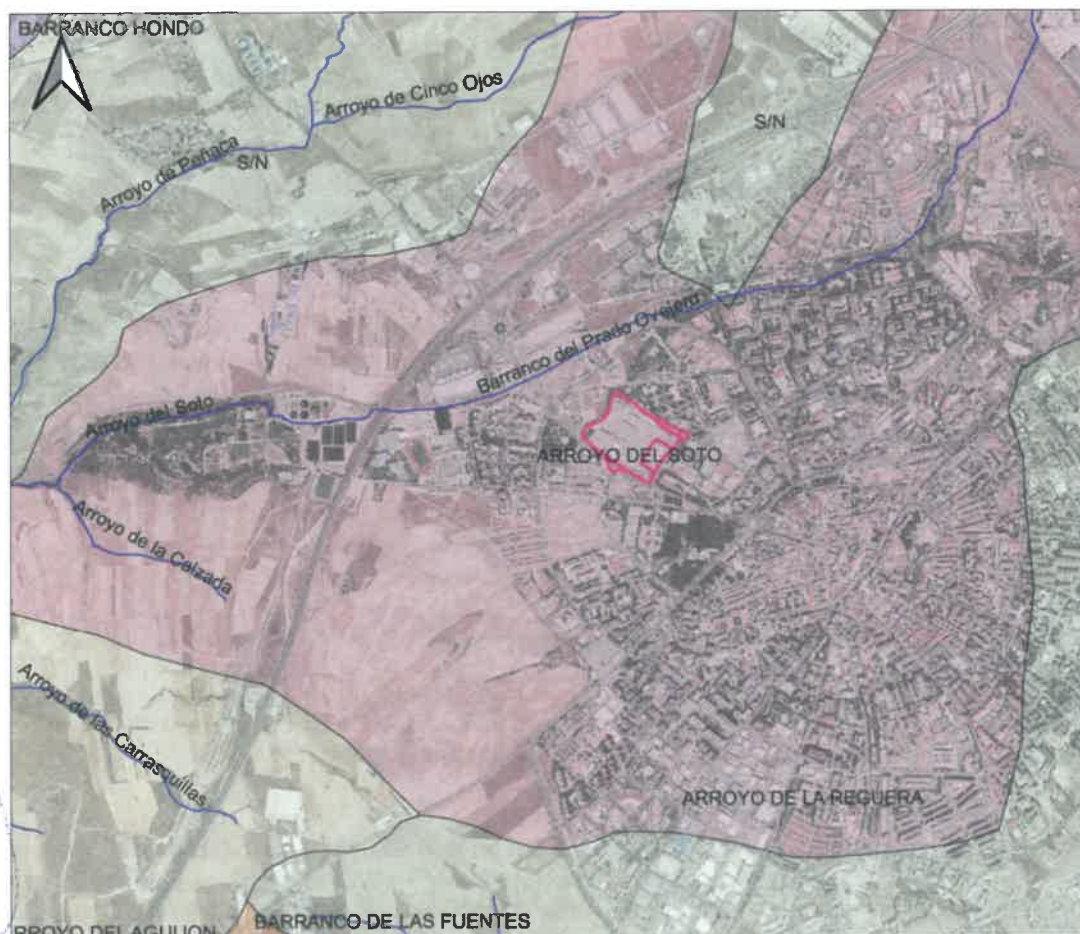 BARRANCO HONDO
Arroyo de Cinco Ojos
S/N
Arroyo de Peñaca
S/N
Barranco del Prado Ovejero
Arroyo del Soto
ARROYO DEL SOTO
Arroyo de la Calzada
Arroyo de las Carrasquillas
ARROYO DE LA REGUERA
BARRANCO DE LAS FUENTES